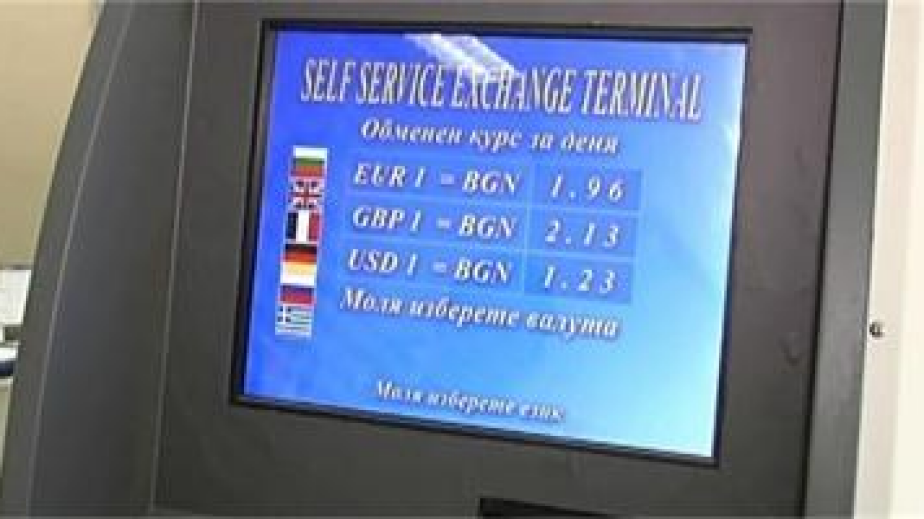 SELF SERVICE EXCHANGE TERMINAL
Обменен курс за деня
EUR 1 = BGN 1.96
GBP 1 = BGN 2.13
USD 1 = BGN 1.23
Моля изберете валута
Моля изберете език